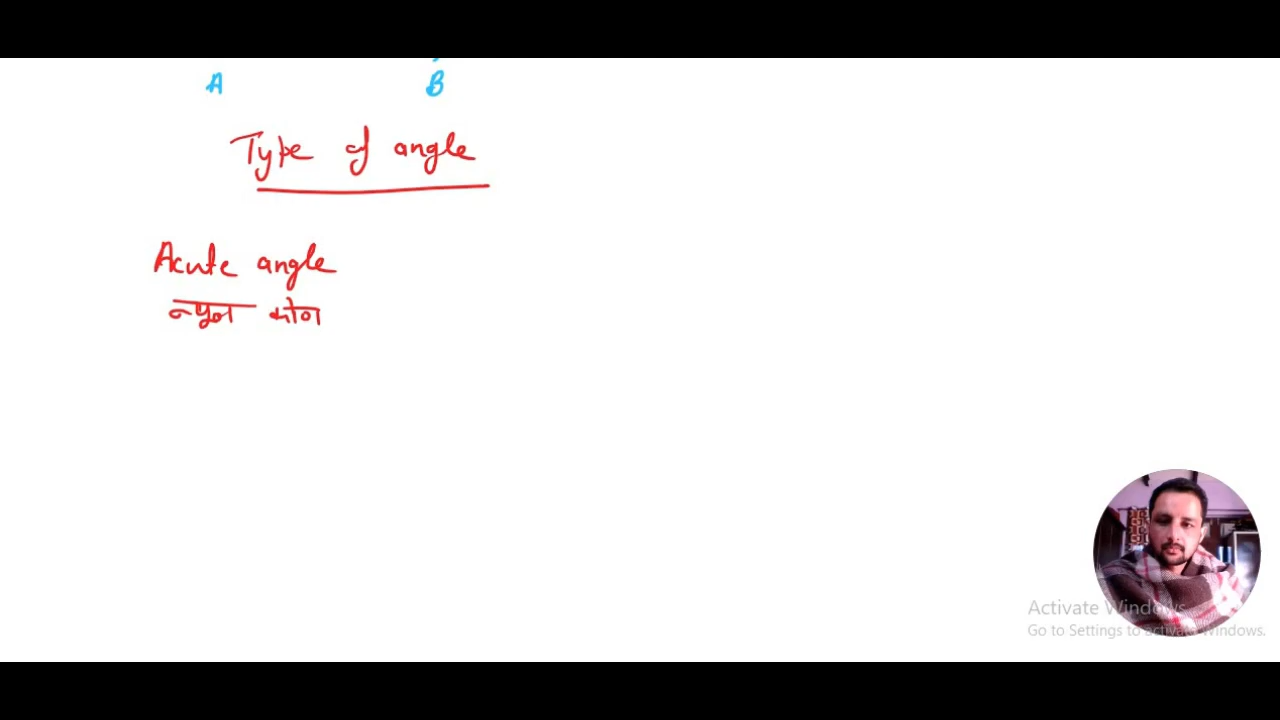 A B
Type of angle
Acute angle
न्यून कोण
Activate Windows
Go to Settings to activate Windows.